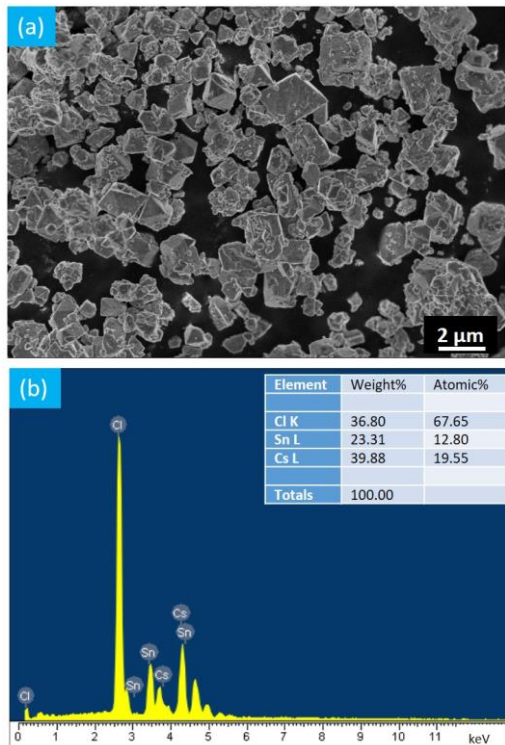 (a)
2 µm
(b)
Element Weight% Atomic%
Cl K 36.80 67.65
Sn L 23.31 12.80
Cs L 39.88 19.55
Totals 100.00
Cl
Cs
Sn
Sn
Cs
Sn
Cl
0 1 2 3 4 5 6 7 8 9 10 11 keV